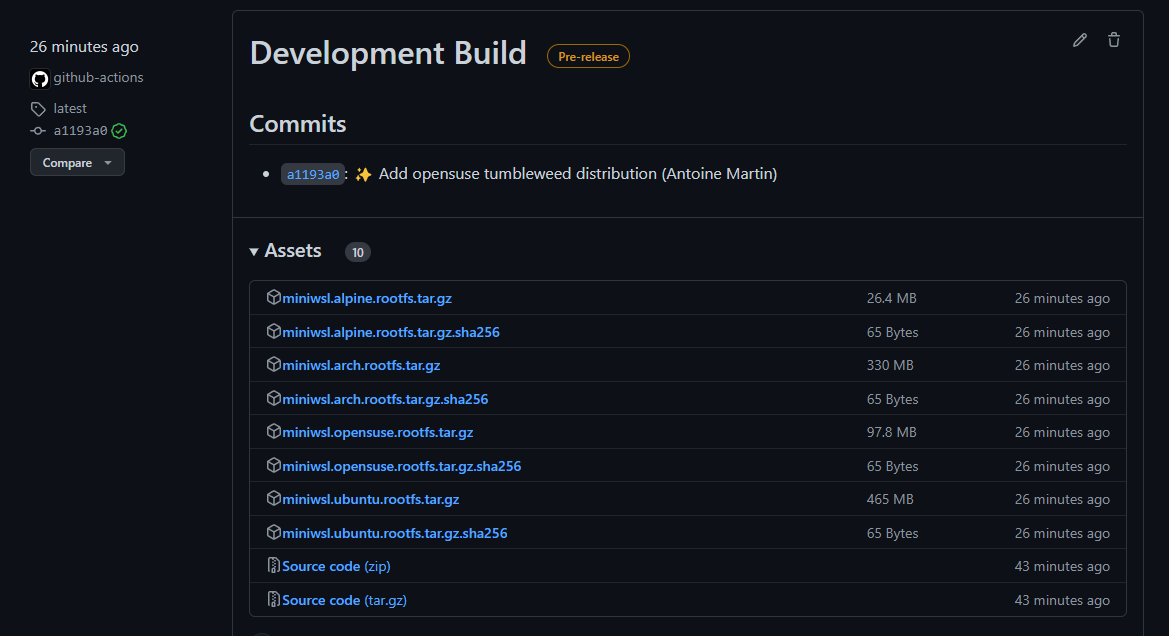 26 minutes ago
github-actions
latest
a1193a0
Compare
Development Build Pre-release
Commits
a1193a0: ✨ Add opensuse tumbleweed distribution (Antoine Martin)
Assets 10
miniwsl.alpine.rootfs.tar.gz 26.4 MB 26 minutes ago
miniwsl.alpine.rootfs.tar.gz.sha256 65 Bytes 26 minutes ago
miniwsl.arch.rootfs.tar.gz 330 MB 26 minutes ago
miniwsl.arch.rootfs.tar.gz.sha256 65 Bytes 26 minutes ago
miniwsl.opensuse.rootfs.tar.gz 97.8 MB 26 minutes ago
miniwsl.opensuse.rootfs.tar.gz.sha256 65 Bytes 26 minutes ago
miniwsl.ubuntu.rootfs.tar.gz 465 MB 26 minutes ago
miniwsl.ubuntu.rootfs.tar.gz.sha256 65 Bytes 26 minutes ago
Source code (zip) 43 minutes ago
Source code (tar.gz) 43 minutes ago